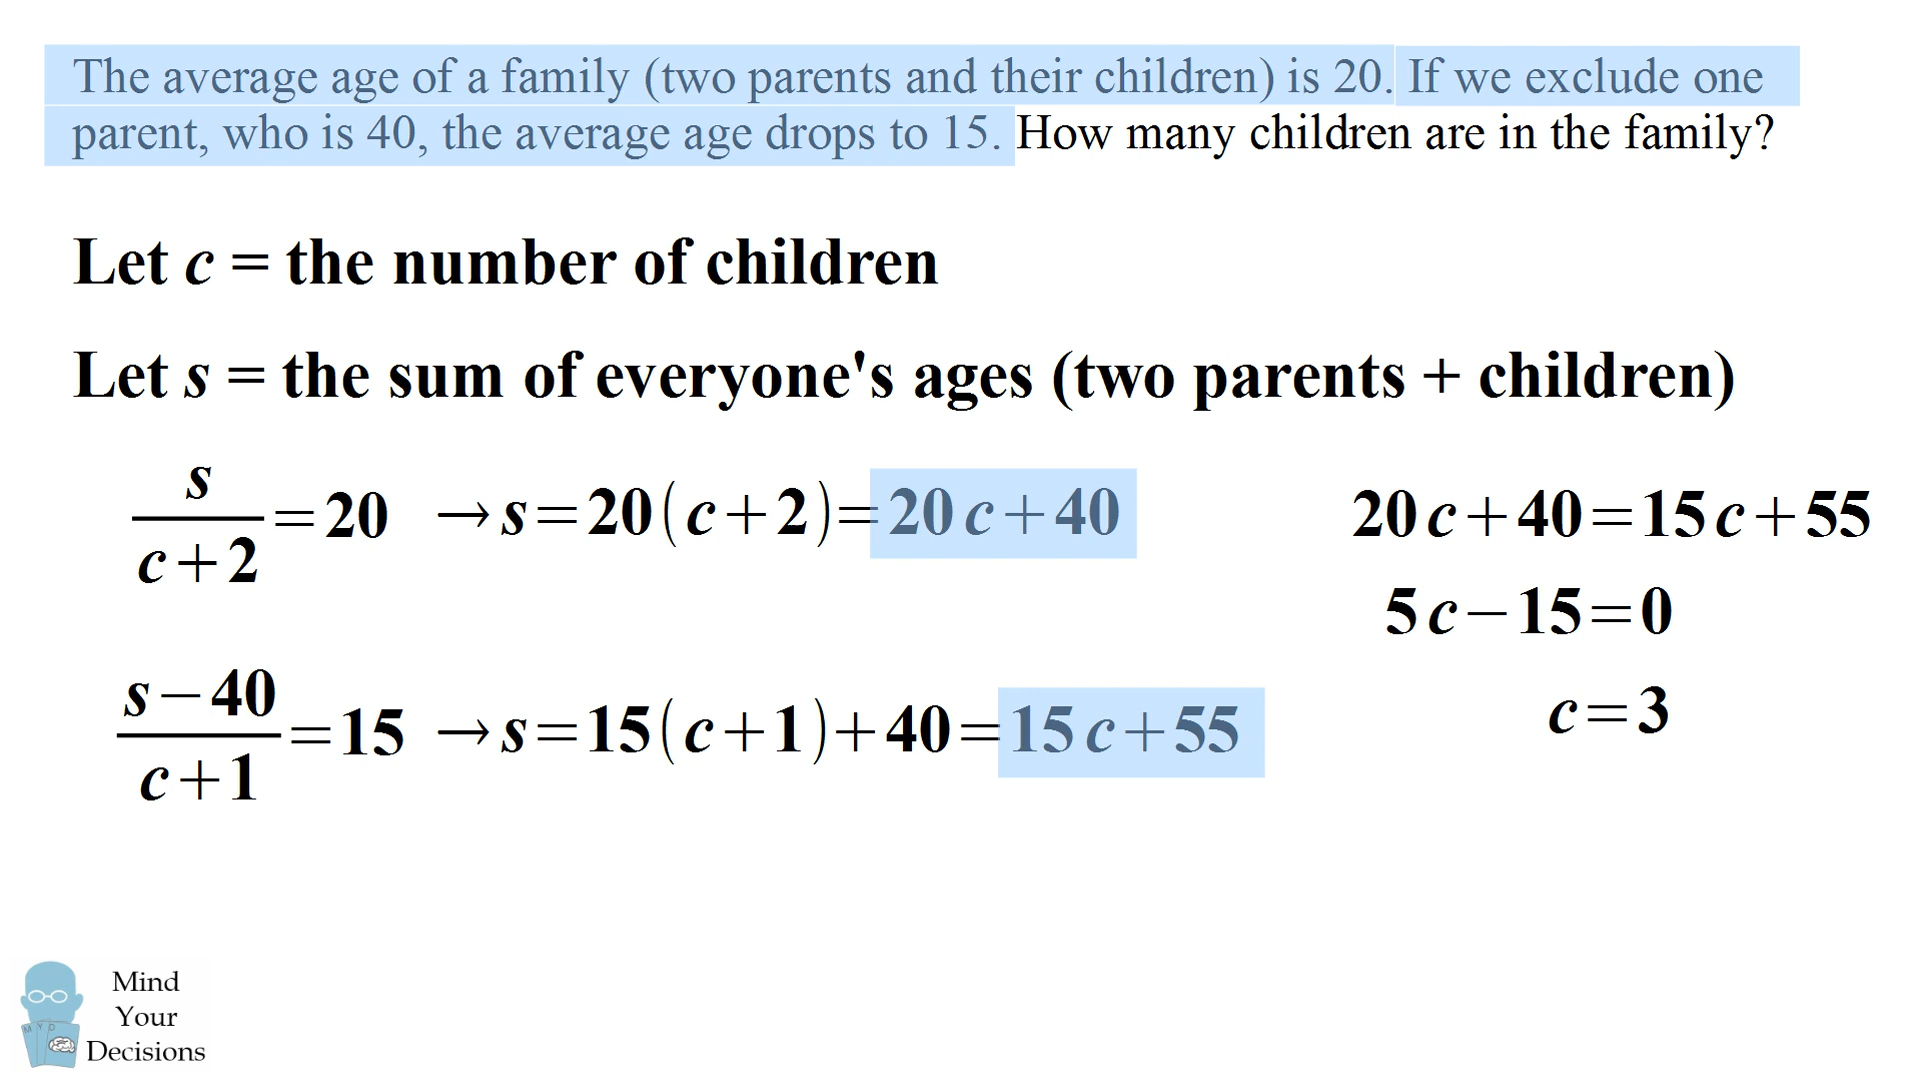 The average age of a family (two parents and their children) is 20. If we exclude one
parent, who is 40, the average age drops to 15. How many children are in the family?
Let c = the number of children
Let s = the sum of everyone's ages (two parents + children)
s/(c+2)=20 →s=20(c+2)=20c+40
20c+40=15c+55
5c−15=0
(s−40)/(c+1)=15 →s=15(c+1)+40=15c+55
c=3
M Y D
Mind
Your
Decisions